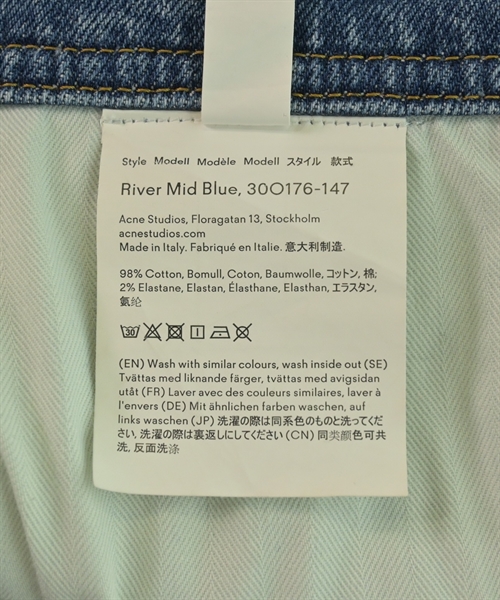 Style Modell Modèle Modell スタイル 款式
River Mid Blue, 30O176-147
Acne Studios, Floragatan 13, Stockholm
acnestudios.com
Made in Italy. Fabriqué en Italie. 意大利制造.
98% Cotton, Bomull, Coton, Baumwolle, コットン, 棉;
2% Elastane, Elastan, Élasthane, Elasthan, エラスタン,
氨纶
30
(EN) Wash with similar colours, wash inside out (SE)
Tvättas med liknande färger, tvättas med avigsidan
utåt (FR) Laver avec des couleurs similaires, laver à
l'envers (DE) Mit ähnlichen farben waschen, auf
links waschen (JP) 洗濯の際は同系色のものと洗ってくだ
さい, 洗濯の際は裏返しにしてください (CN) 同类颜色可共
洗, 反面洗涤